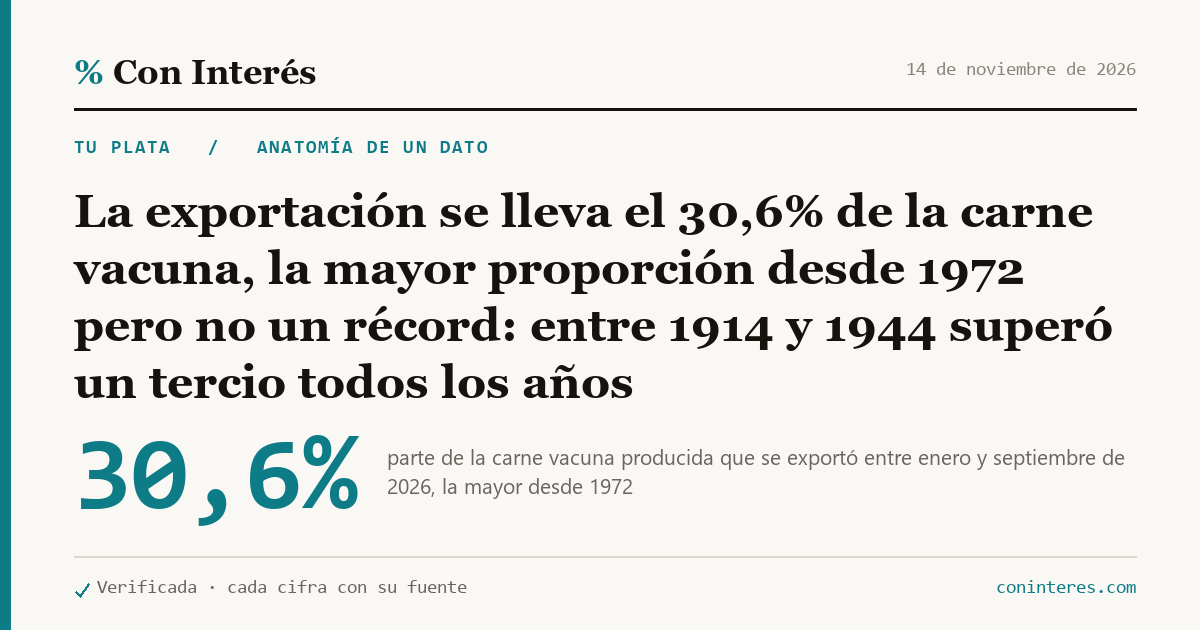 % Con Interés
14 de noviembre de 2026
TU PLATA / ANATOMÍA DE UN DATO
La exportación se lleva el 30,6% de la carne
vacuna, la mayor proporción desde 1972
pero no un récord: entre 1914 y 1944 superó
un tercio todos los años
30,6%
parte de la carne vacuna producida que se exportó entre enero y septiembre de
2026, la mayor desde 1972
Verificada · cada cifra con su fuente
coninteres.com